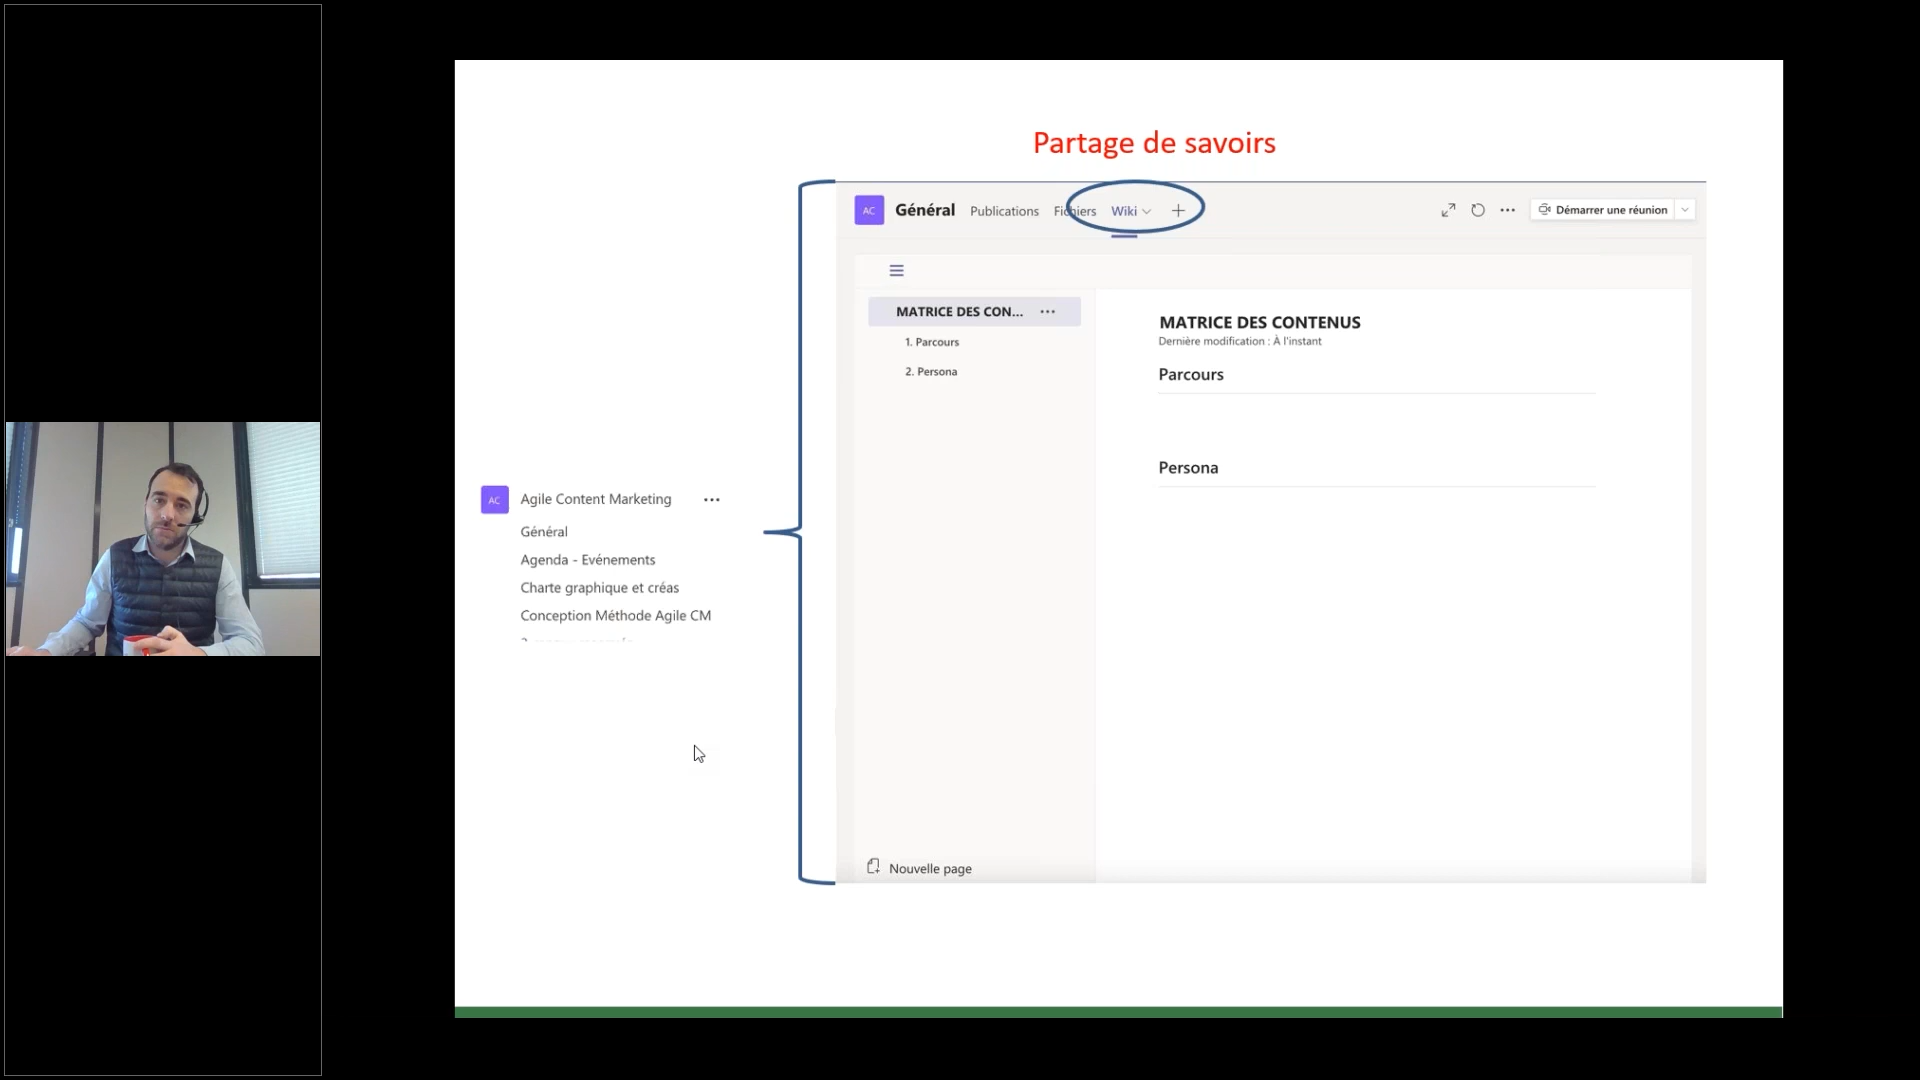 Partage de savoirs
AC Général Publications Fichiers Wiki Démarrer une réunion
MATRICE DES CON...
1. Parcours
2. Persona
MATRICE DES CONTENUS
Dernière modification : À l'instant
Parcours
Persona
AC Agile Content Marketing
Général
Agenda - Evénements
Charte graphique et créas
Conception Méthode Agile CM
Nouvelle page